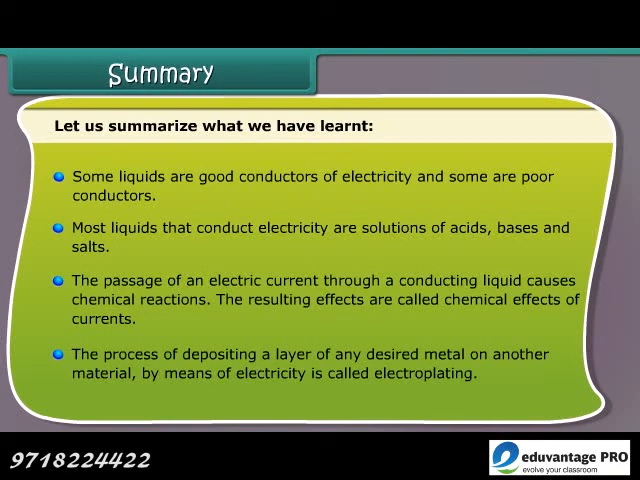 Summary
Let us summarize what we have learnt:
Some liquids are good conductors of electricity and some are poor
conductors.
Most liquids that conduct electricity are solutions of acids, bases and
salts.
The passage of an electric current through a conducting liquid causes
chemical reactions. The resulting effects are called chemical effects of
currents.
The process of depositing a layer of any desired metal on another
material, by means of electricity is called electroplating.
9718224422
eduvantage PRO
evolve your classroom